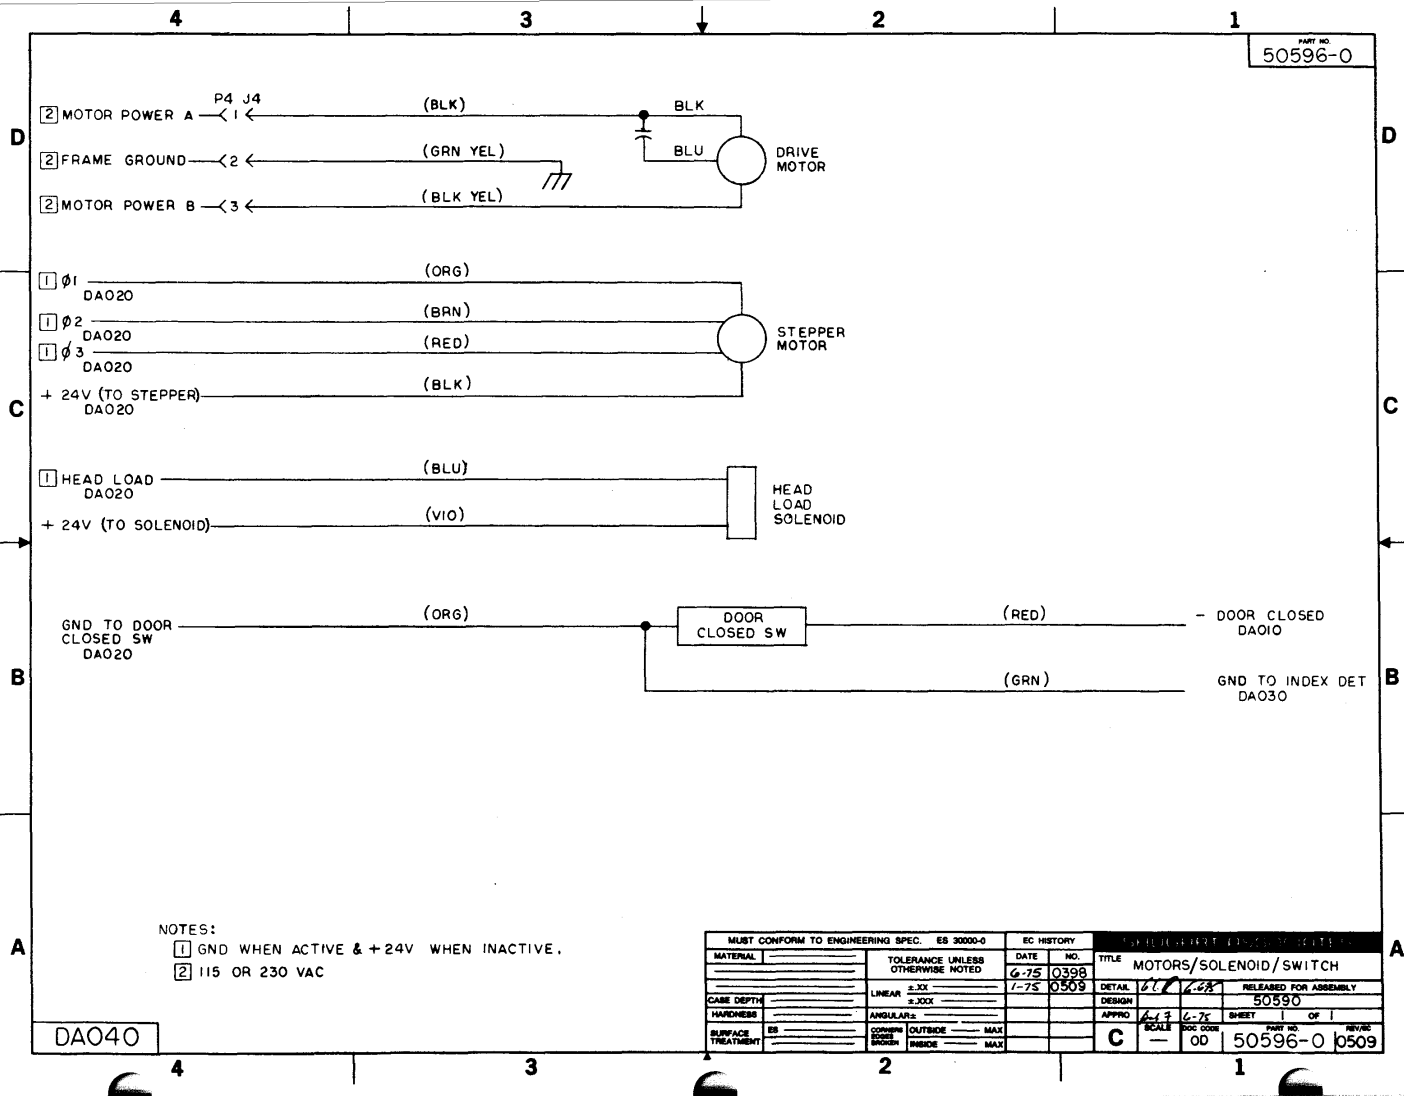 4 3 2 1
PART NO.
50596-0
P4 J4
2 MOTOR POWER A 1 (BLK) BLK
D D
2 FRAME GROUND 2 (GRN YEL) BLU
DRIVE
MOTOR
2 MOTOR POWER B 3 (BLK YEL)
1 ø1 (ORG)
DA020
1 ø2 (BRN)
DA020
1 ø3 (RED)
DA020
STEPPER
MOTOR
+ 24V (TO STEPPER) (BLK)
DA020
C C
1 HEAD LOAD (BLU)
DA020
HEAD
LOAD
SOLENOID
+ 24V (TO SOLENOID) (VIO)
GND TO DOOR
CLOSED SW
DA020
(ORG)
DOOR
CLOSED SW
(RED)
- DOOR CLOSED
DA010
B B
(GRN)
GND TO INDEX DET
DA030
NOTES:
1 GND WHEN ACTIVE & +24V WHEN INACTIVE.
2 115 OR 230 VAC
A A
MUST CONFORM TO ENGINEERING SPEC. ES 30000-0
EC HISTORY
MATERIAL
TOLERANCE UNLESS
OTHERWISE NOTED
DATE NO.
6-75 0398
1-75 0509
LINEAR
±.XX
±.XXX
CASE DEPTH
HARDNESS
ANGULAR±
SURFACE
TREATMENT
ES
CORNERS
EDGES
BROKEN
OUTSIDE MAX
INSIDE MAX
TITLE
MOTORS/SOLENOID/SWITCH
DETAIL
RELEASED FOR ASSEMBLY
DESIGN
50590
APPRO 6-75
SHEET 1 OF 1
C
SCALE
—
DOC CODE
OD
PART NO.
50596-0
REV/EC
0509
DA040
4 3 2 1